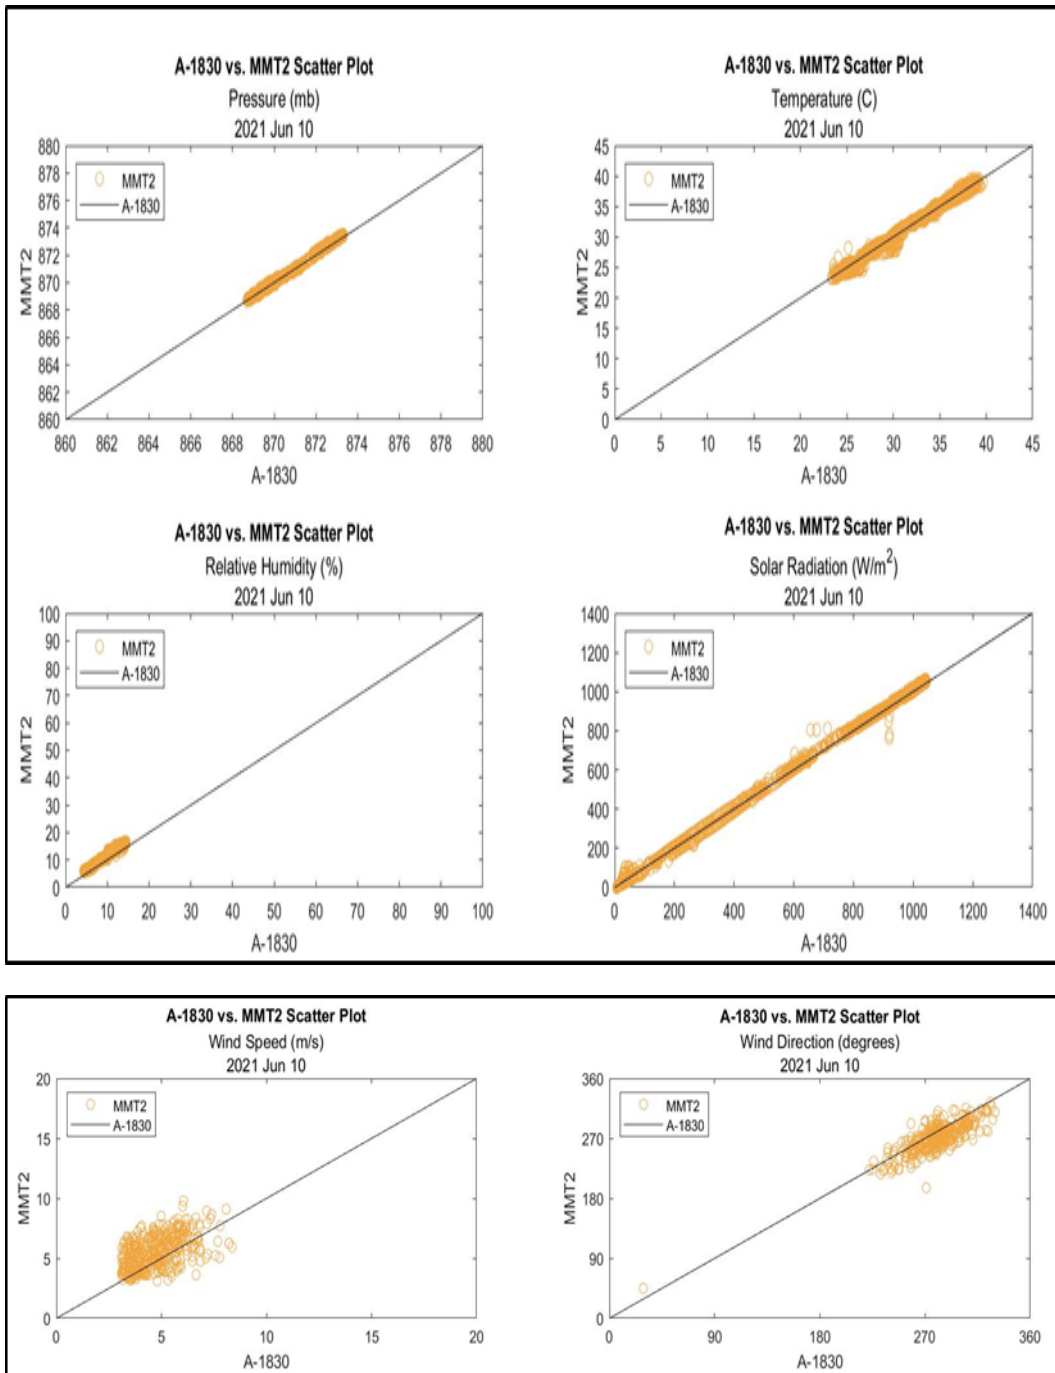 A-1830 vs. MMT2 Scatter Plot
Pressure (mb)
2021 Jun 10
880
878
876
874
872
870
868
866
864
862
860
MMT2
MMT2
A-1830
860 862 864 866 868 870 872 874 876 878 880
A-1830
A-1830 vs. MMT2 Scatter Plot
Temperature (C)
2021 Jun 10
45
40
35
30
25
20
15
10
5
0
MMT2
MMT2
A-1830
0 5 10 15 20 25 30 35 40 45
A-1830
A-1830 vs. MMT2 Scatter Plot
Relative Humidity (%)
2021 Jun 10
100
90
80
70
60
50
40
30
20
10
0
MMT2
MMT2
A-1830
0 10 20 30 40 50 60 70 80 90 100
A-1830
A-1830 vs. MMT2 Scatter Plot
Solar Radiation (W/m²)
2021 Jun 10
1400
1200
1000
800
600
400
200
0
MMT2
MMT2
A-1830
0 200 400 600 800 1000 1200 1400
A-1830
A-1830 vs. MMT2 Scatter Plot
Wind Speed (m/s)
2021 Jun 10
20
15
10
5
0
MMT2
MMT2
A-1830
0 5 10 15 20
A-1830
A-1830 vs. MMT2 Scatter Plot
Wind Direction (degrees)
2021 Jun 10
360
270
180
90
0
MMT2
MMT2
A-1830
0 90 180 270 360
A-1830